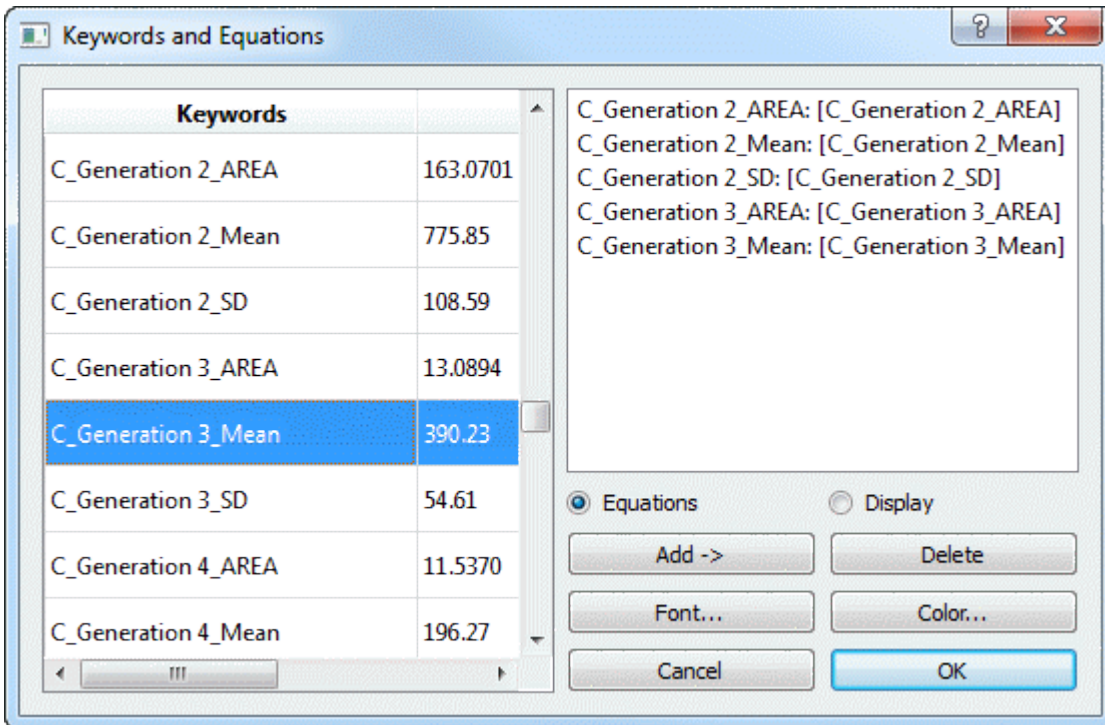 Keywords and Equations
Keywords
C_Generation 2_AREA 163.0701
C_Generation 2_Mean 775.85
C_Generation 2_SD 108.59
C_Generation 3_AREA 13.0894
C_Generation 3_Mean 390.23
C_Generation 3_SD 54.61
C_Generation 4_AREA 11.5370
C_Generation 4_Mean 196.27
C_Generation 2_AREA: [C_Generation 2_AREA]
C_Generation 2_Mean: [C_Generation 2_Mean]
C_Generation 2_SD: [C_Generation 2_SD]
C_Generation 3_AREA: [C_Generation 3_AREA]
C_Generation 3_Mean: [C_Generation 3_Mean]
Equations Display
Add -> Delete
Font... Color...
Cancel OK